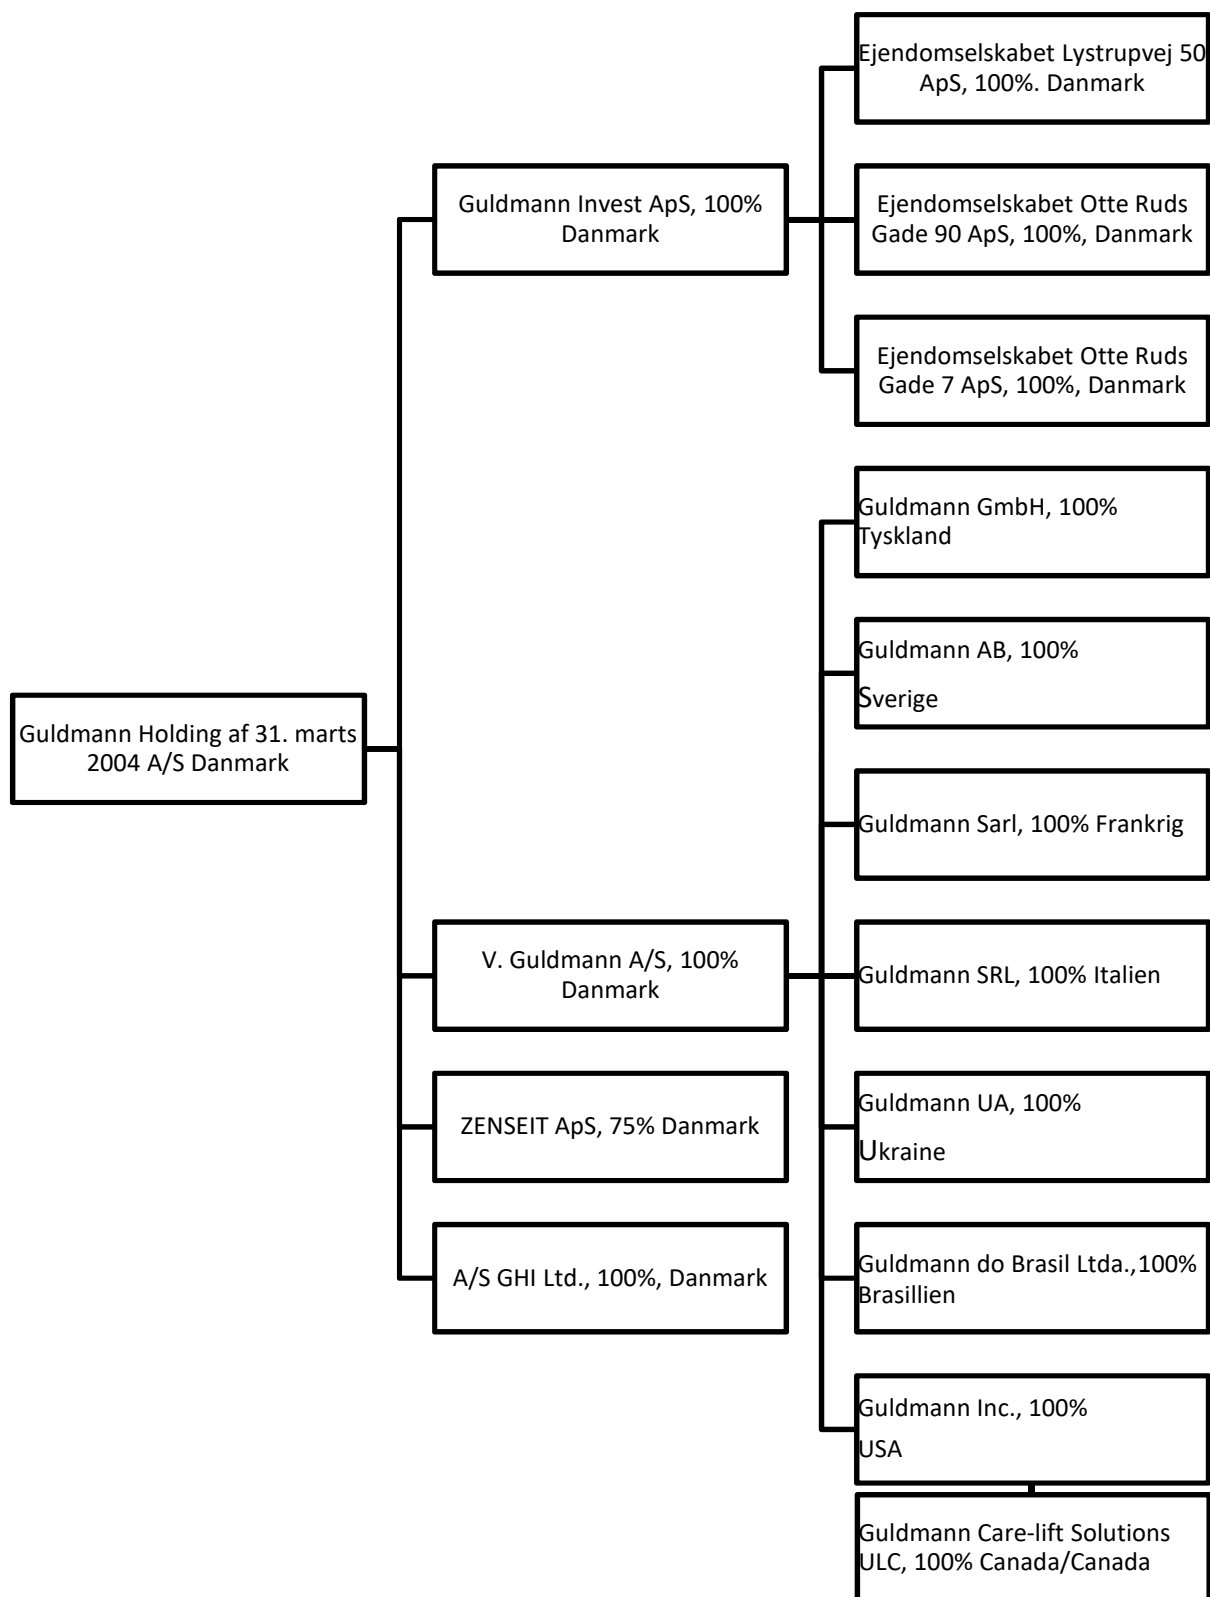 Ejendomselskabet Lystrupvej 50
ApS, 100%. Danmark
Guldmann Invest ApS, 100%
Danmark
Ejendomselskabet Otte Ruds
Gade 90 ApS, 100%, Danmark
Ejendomselskabet Otte Ruds
Gade 7 ApS, 100%, Danmark
Guldmann GmbH, 100%
Tyskland
Guldmann AB, 100%
Sverige
Guldmann Holding af 31. marts
2004 A/S Danmark
Guldmann Sarl, 100% Frankrig
V. Guldmann A/S, 100%
Danmark
Guldmann SRL, 100% Italien
ZENSEIT ApS, 75% Danmark
Guldmann UA, 100%
Ukraine
A/S GHI Ltd., 100%, Danmark
Guldmann do Brasil Ltda.,100%
Brasillien
Guldmann Inc., 100%
USA
Guldmann Care-lift Solutions
ULC, 100% Canada/Canada